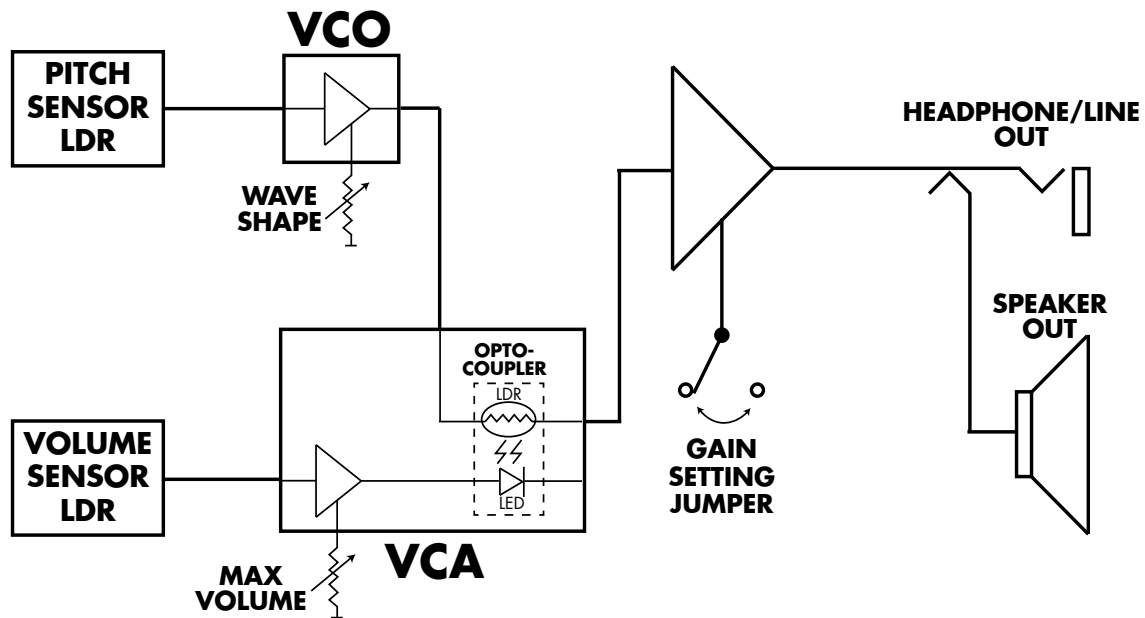 VCO
PITCH
SENSOR
LDR
WAVE
SHAPE
HEADPHONE/LINE
OUT
SPEAKER
OUT
OPTO-
COUPLER
LDR
LED
VOLUME
SENSOR
LDR
GAIN
SETTING
JUMPER
VCA
MAX
VOLUME